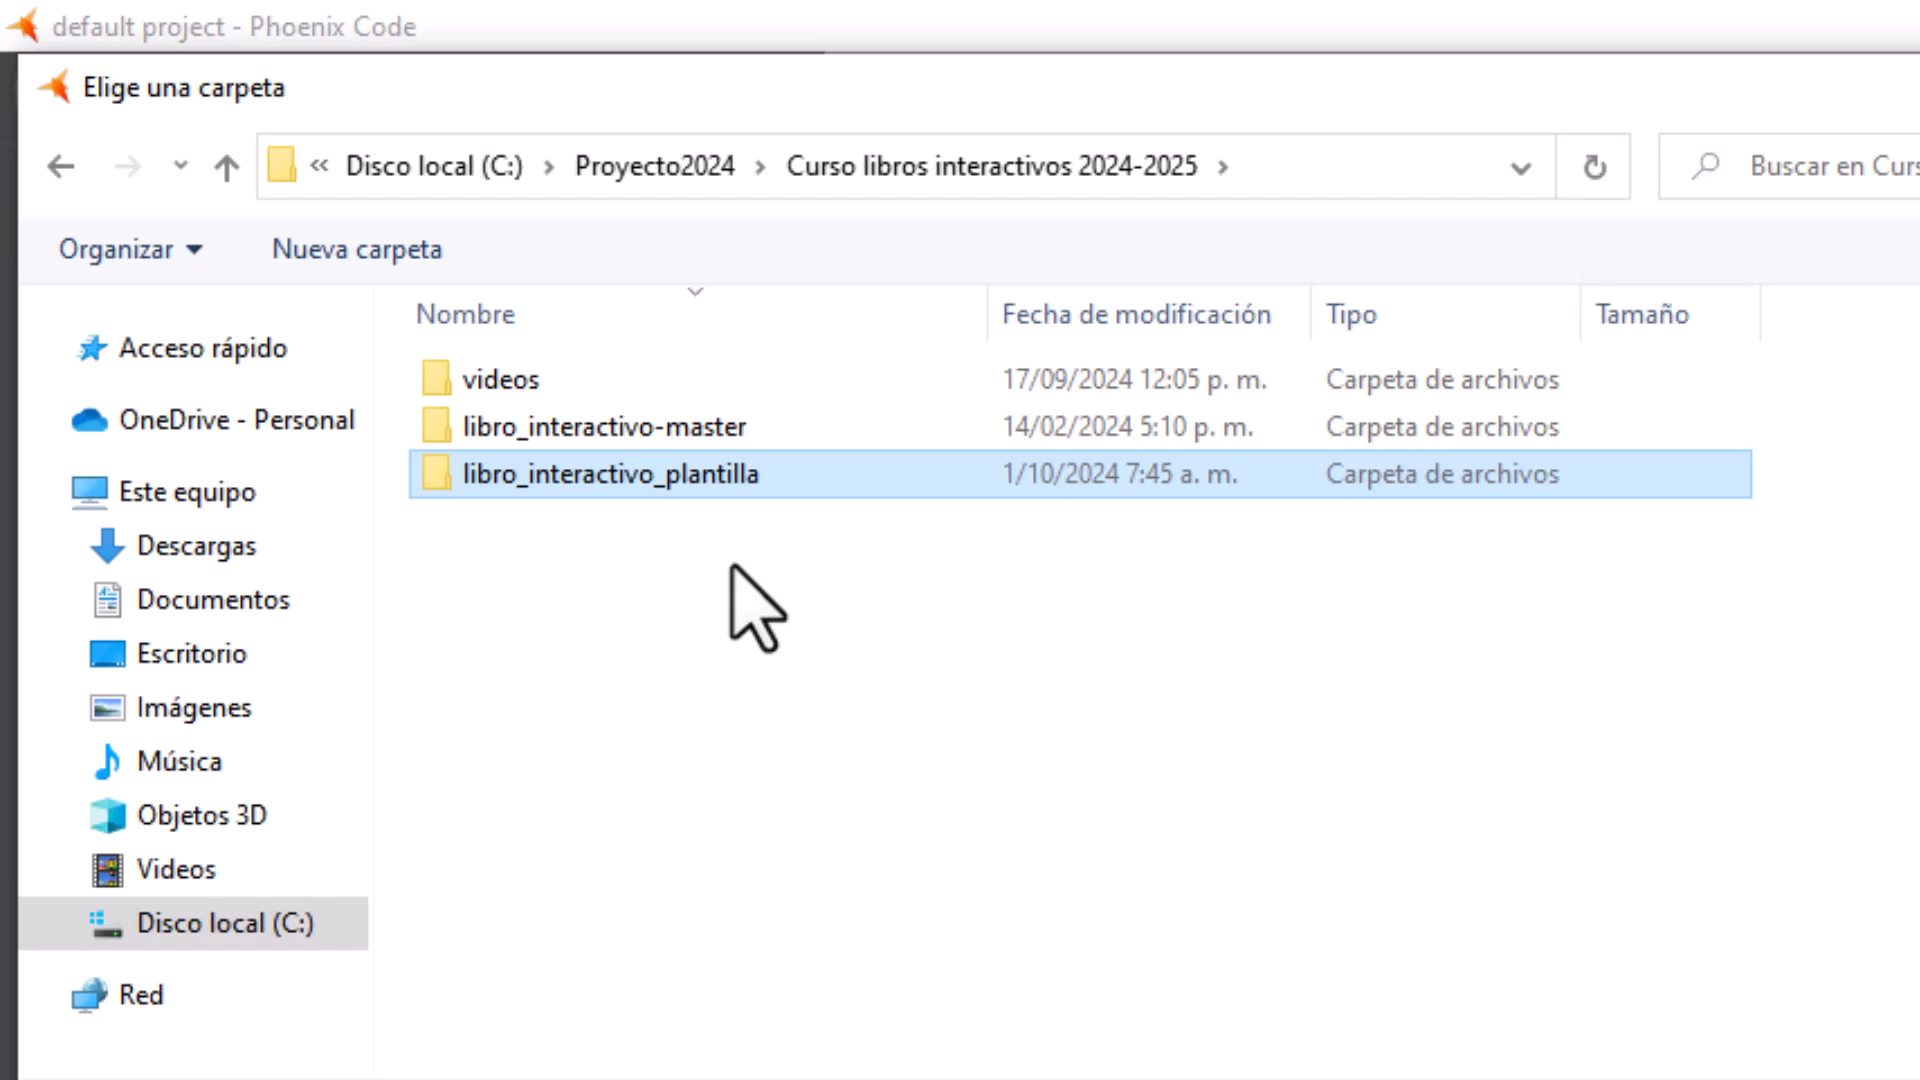 default project - Phoenix Code
Elige una carpeta
« Disco local (C:) > Proyecto2024 > Curso libros interactivos 2024-2025 >
Buscar en
Organizar
Nueva carpeta
Nombre
Fecha de modificación
Tipo
Tamaño
Acceso rápido
OneDrive - Personal
Este equipo
Descargas
Documentos
Escritorio
Imágenes
Música
Objetos 3D
Videos
Disco local (C:)
Red
videos 17/09/2024 12:05 p. m. Carpeta de archivos
libro_interactivo-master 14/02/2024 5:10 p. m. Carpeta de archivos
libro_interactivo_plantilla 1/10/2024 7:45 a. m. Carpeta de archivos